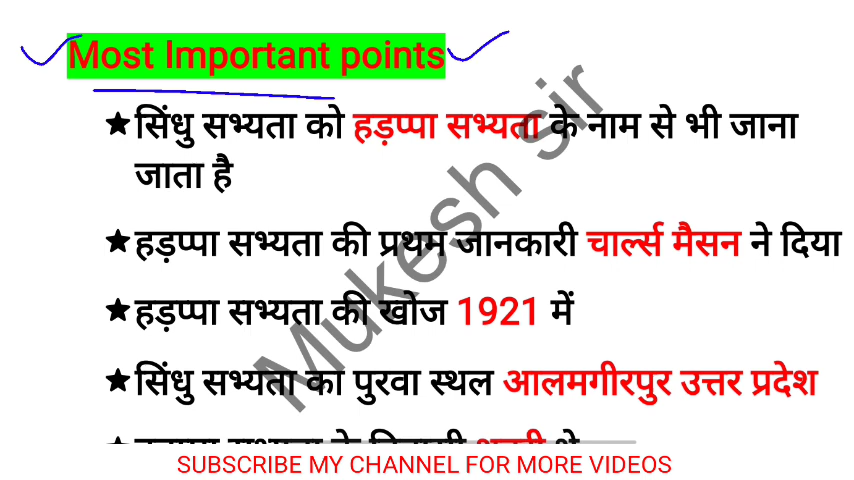 Most Important points
सिंधु सभ्यता को हड़प्पा सभ्यता के नाम से भी जाना
जाता है
हड़प्पा सभ्यता की प्रथम जानकारी चार्ल्स मैसन ने दिया
हड़प्पा सभ्यता की खोज 1921 में
सिंधु सभ्यता का पुरवा स्थल आलमगीरपुर उत्तर प्रदेश
Mukesh sir
SUBSCRIBE MY CHANNEL FOR MORE VIDEOS